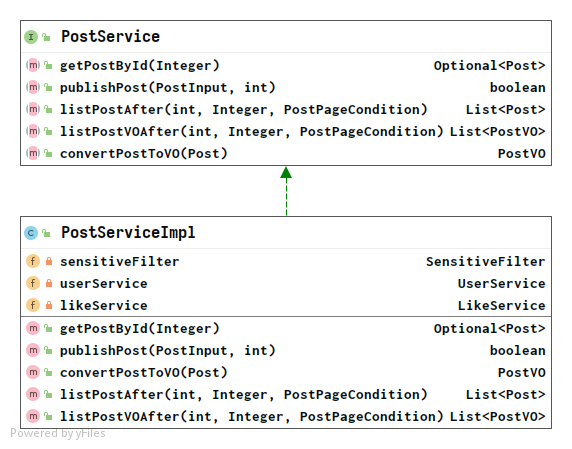 I PostService
m getPostById(Integer) Optional<Post>
m publishPost(PostInput, int) boolean
m listPostAfter(int, Integer, PostPageCondition) List<Post>
m listPostVOAfter(int, Integer, PostPageCondition) List<PostVO>
m convertPostToVO(Post) PostVO
C PostServiceImpl
f sensitiveFilter SensitiveFilter
f userService UserService
f likeService LikeService
m getPostById(Integer) Optional<Post>
m publishPost(PostInput, int) boolean
m convertPostToVO(Post) PostVO
m listPostAfter(int, Integer, PostPageCondition) List<Post>
m listPostVOAfter(int, Integer, PostPageCondition) List<PostVO>
Powered by yFiles